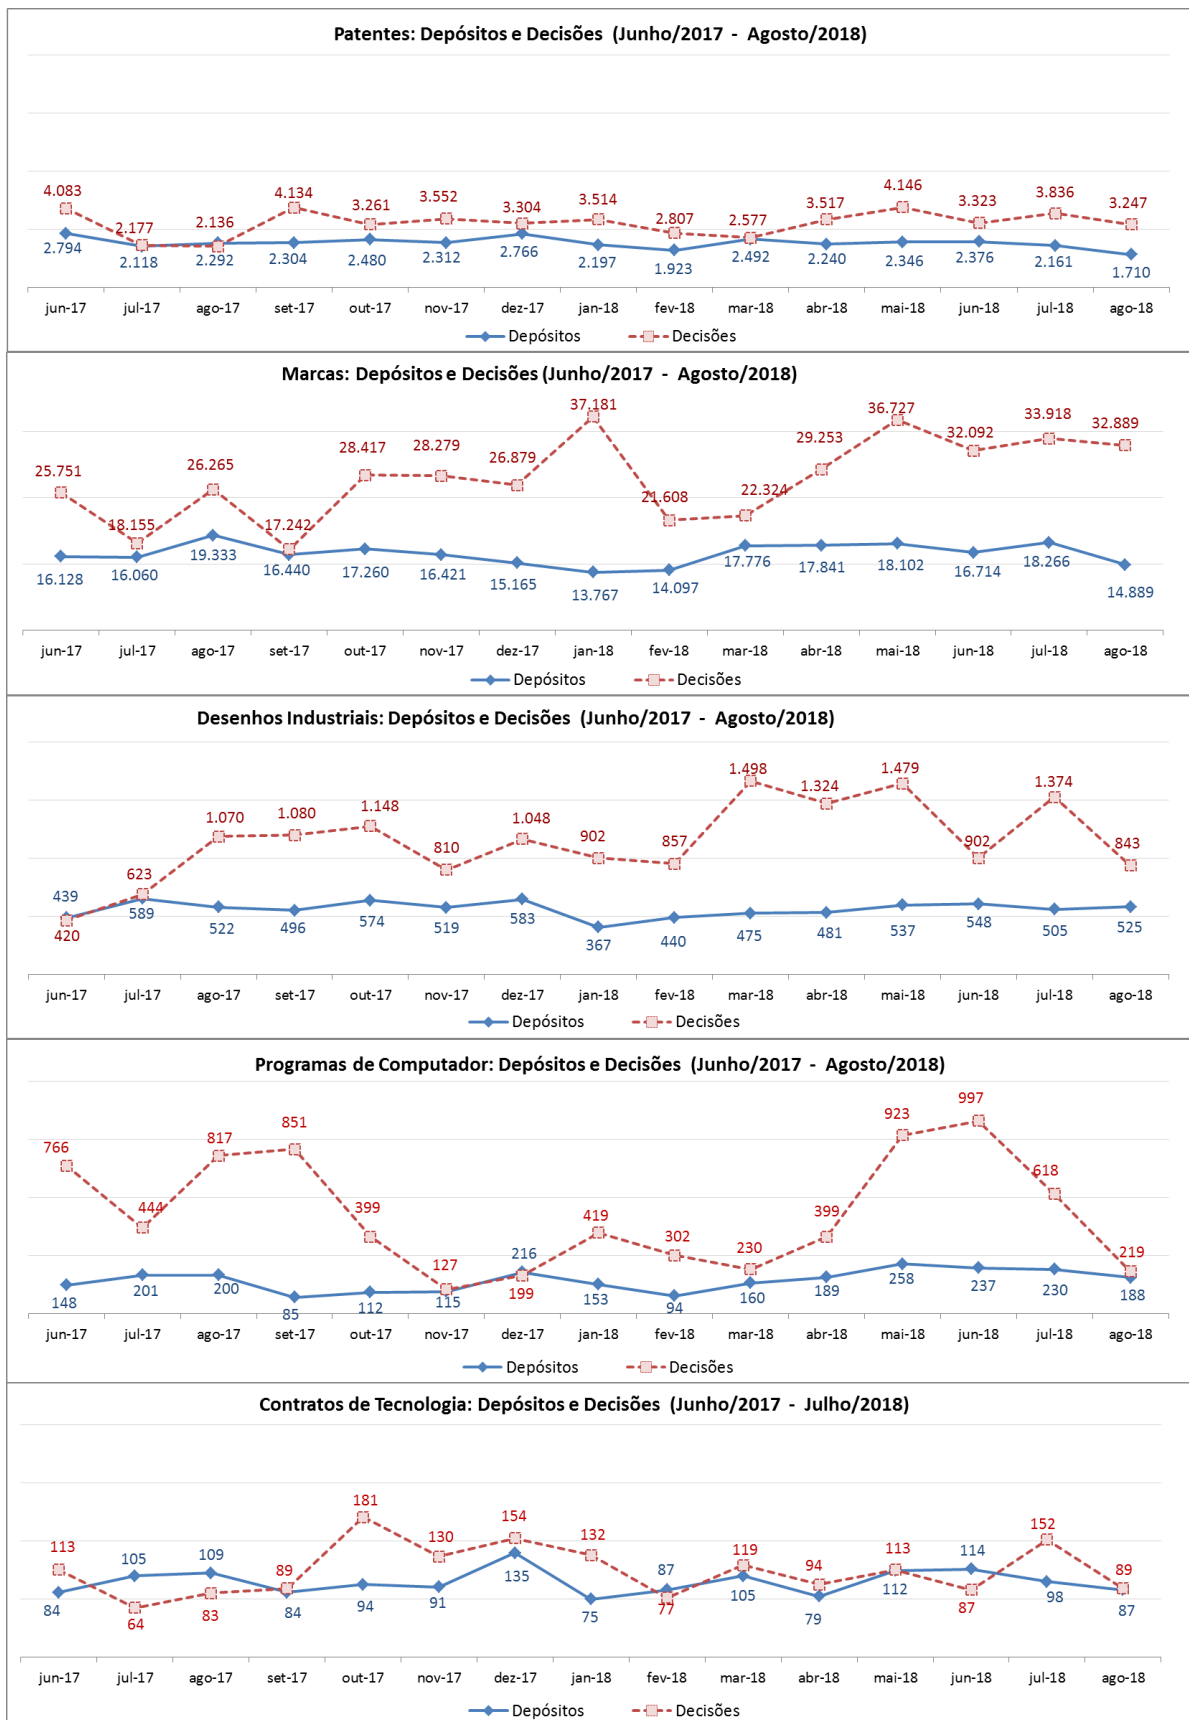 Patentes: Depósitos e Decisões (Junho/2017 - Agosto/2018)
4.083 2.177 2.136 4.134 3.261 3.552 3.304 3.514 2.807 2.577 3.517 4.146 3.323 3.836 3.247
2.794 2.118 2.292 2.304 2.480 2.312 2.766 2.197 1.923 2.492 2.240 2.346 2.376 2.161 1.710
jun-17 jul-17 ago-17 set-17 out-17 nov-17 dez-17 jan-18 fev-18 mar-18 abr-18 mai-18 jun-18 jul-18 ago-18
Depósitos Decisões
Marcas: Depósitos e Decisões (Junho/2017 - Agosto/2018)
25.751 18.155 26.265 17.242 28.417 28.279 26.879 37.181 21.608 22.324 29.253 36.727 32.092 33.918 32.889
16.128 16.060 19.333 16.440 17.260 16.421 15.165 13.767 14.097 17.776 17.841 18.102 16.714 18.266 14.889
jun-17 jul-17 ago-17 set-17 out-17 nov-17 dez-17 jan-18 fev-18 mar-18 abr-18 mai-18 jun-18 jul-18 ago-18
Depósitos Decisões
Desenhos Industriais: Depósitos e Decisões (Junho/2017 - Agosto/2018)
420 623 1.070 1.080 1.148 810 1.048 902 857 1.498 1.324 1.479 902 1.374 843
439 589 522 496 574 519 583 367 440 475 481 537 548 505 525
jun-17 jul-17 ago-17 set-17 out-17 nov-17 dez-17 jan-18 fev-18 mar-18 abr-18 mai-18 jun-18 jul-18 ago-18
Depósitos Decisões
Programas de Computador: Depósitos e Decisões (Junho/2017 - Agosto/2018)
766 444 817 851 399 127 199 419 302 230 399 923 997 618 219
148 201 200 85 112 115 216 153 94 160 189 258 237 230 188
jun-17 jul-17 ago-17 set-17 out-17 nov-17 dez-17 jan-18 fev-18 mar-18 abr-18 mai-18 jun-18 jul-18 ago-18
Depósitos Decisões
Contratos de Tecnologia: Depósitos e Decisões (Junho/2017 - Julho/2018)
113 64 83 89 181 130 154 132 77 119 94 113 87 152 89
84 105 109 84 94 91 135 75 87 105 79 112 114 98 87
jun-17 jul-17 ago-17 set-17 out-17 nov-17 dez-17 jan-18 fev-18 mar-18 abr-18 mai-18 jun-18 jul-18 ago-18
Depósitos Decisões